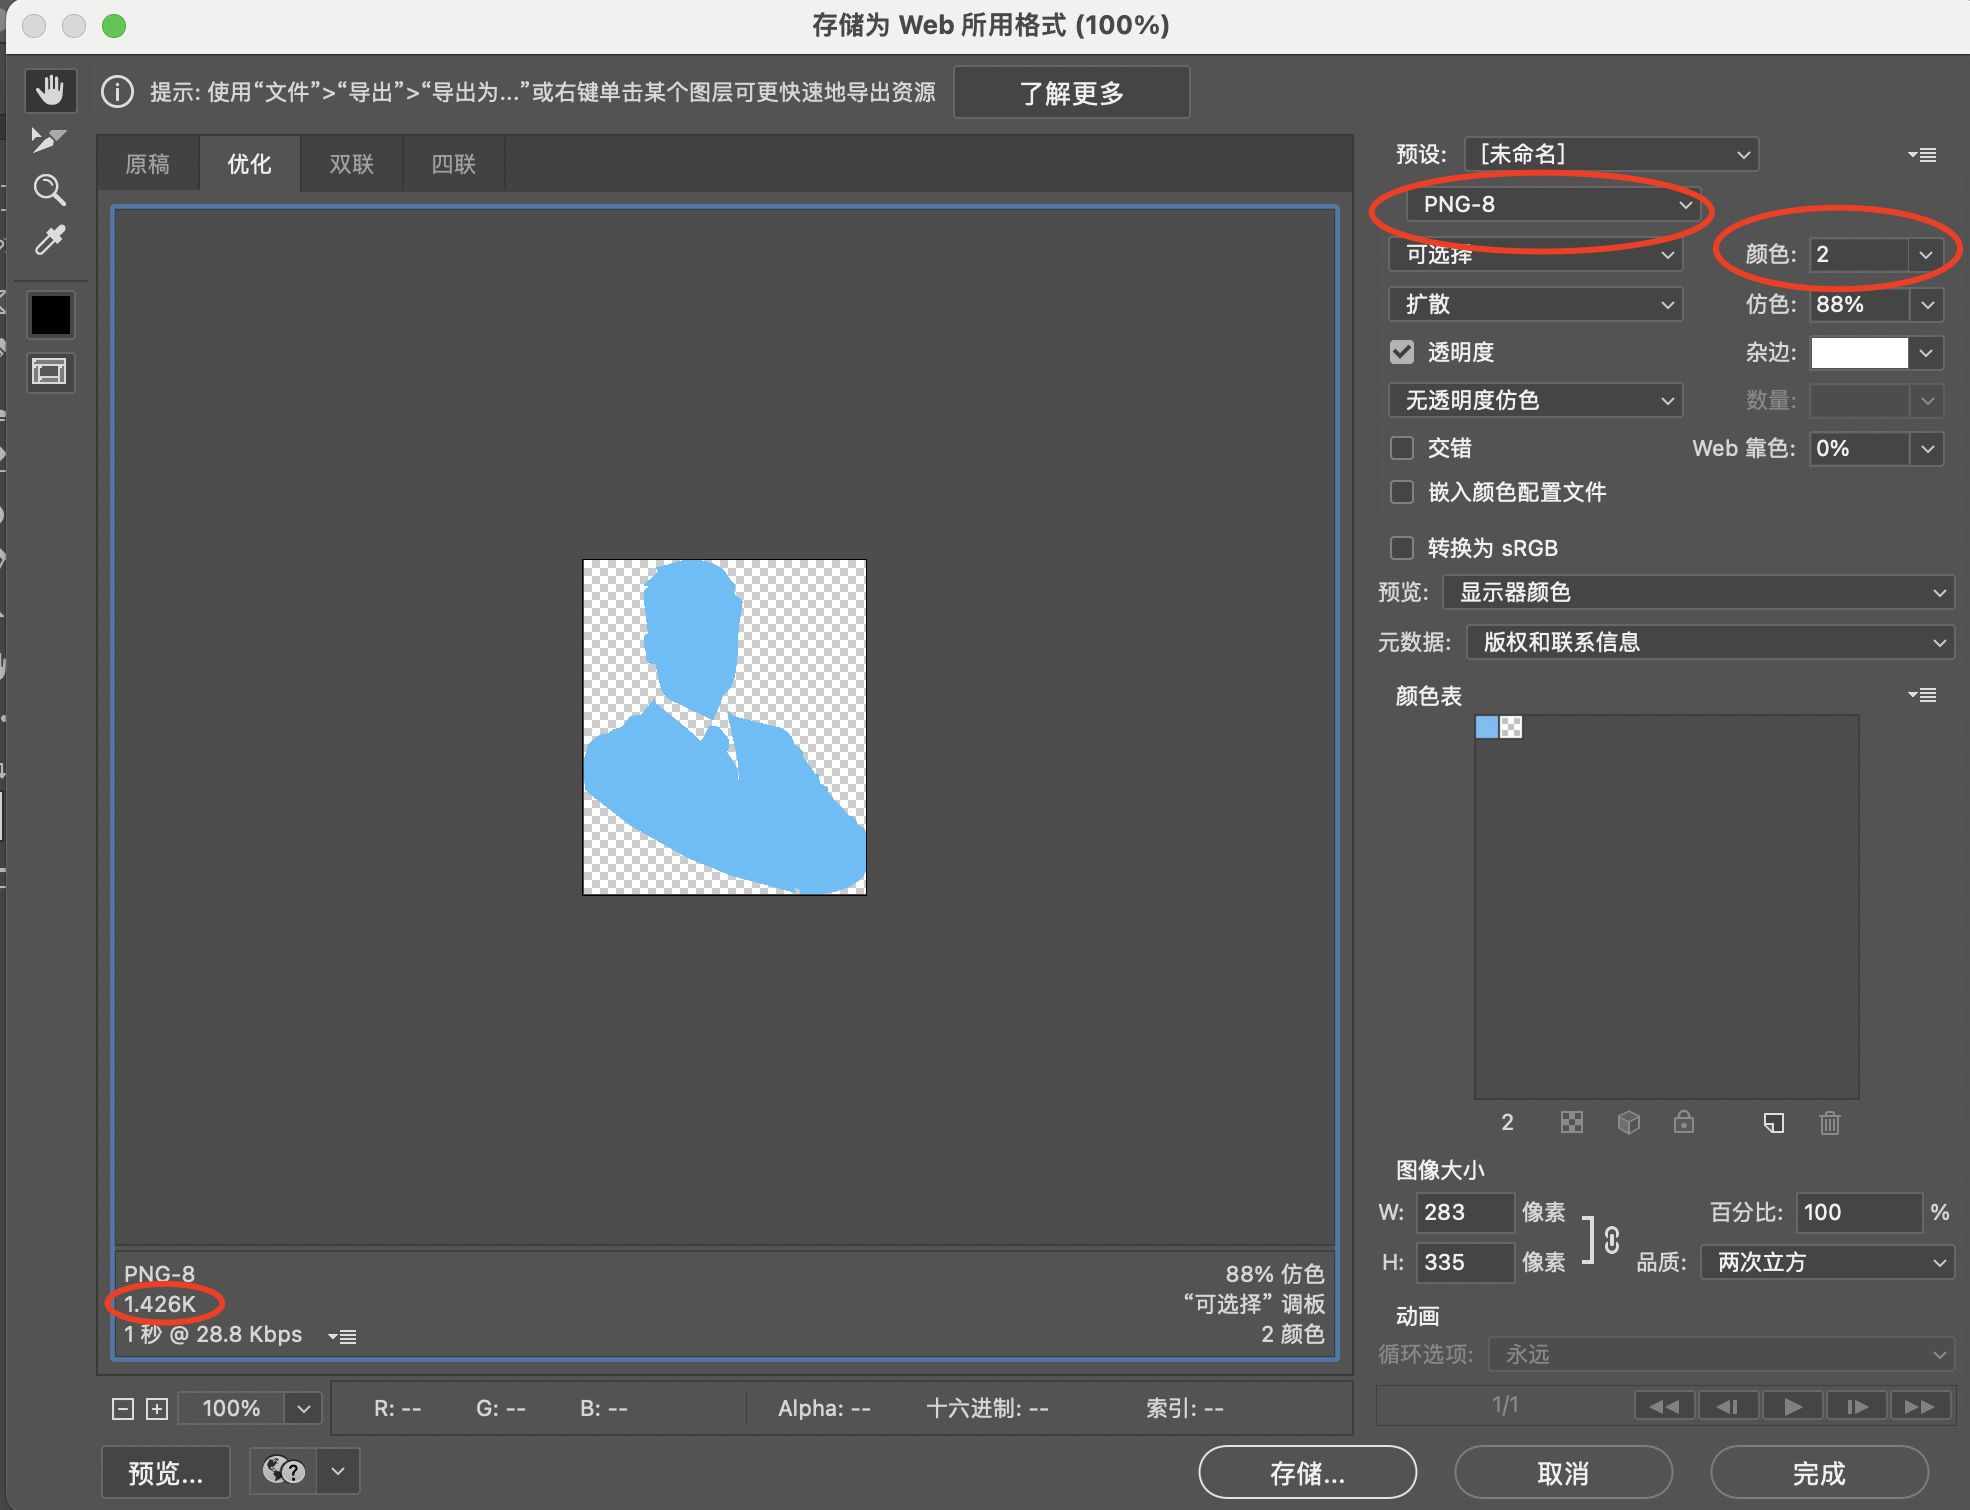 存储为 Web 所用格式 (100%)
提示: 使用“文件”>“导出”>“导出为...”或右键单击某个图层可更快速地导出资源
了解更多
原稿
优化
双联
四联
预设: [未命名]
PNG-8
可选择
颜色: 2
扩散
仿色: 88%
透明度
杂边:
无透明度仿色
数量:
交错
Web 靠色: 0%
嵌入颜色配置文件
转换为 sRGB
预览: 显示器颜色
元数据: 版权和联系信息
颜色表
2
图像大小
W: 283 像素
百分比: 100 %
H: 335 像素
品质: 两次立方
动画
循环选项: 永远
1/1
PNG-8
1.426K
1 秒 @ 28.8 Kbps
88% 仿色
“可选择” 调板
2 颜色
100%
R: --
G: --
B: --
Alpha: --
十六进制: --
索引: --
预览...
?
存储...
取消
完成